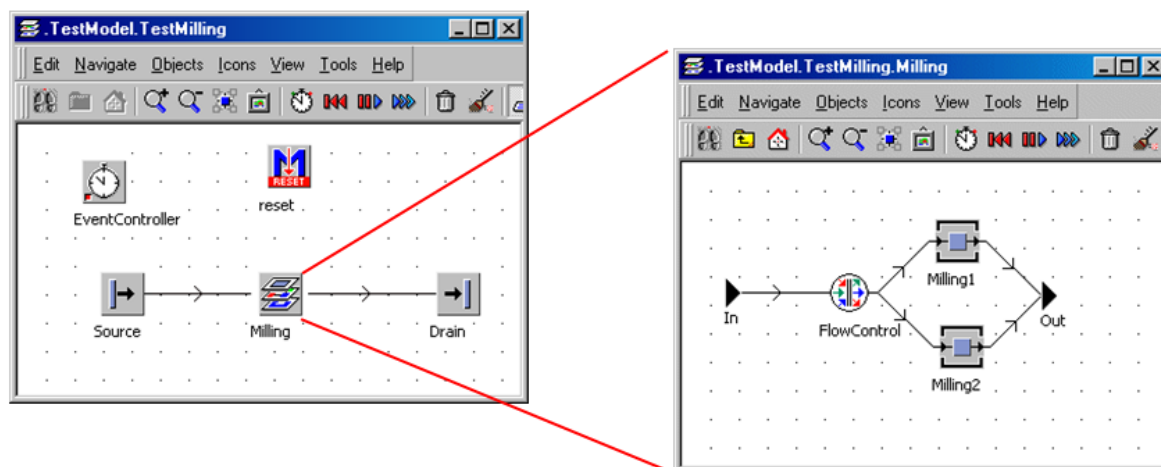 .TestModel.TestMilling
Edit Navigate Objects Icons View Tools Help
M
RESET
reset
EventController
Source
Milling
Drain
.TestModel.TestMilling.Milling
Edit Navigate Objects Icons View Tools Help
Milling1
In
FlowControl
Out
Milling2